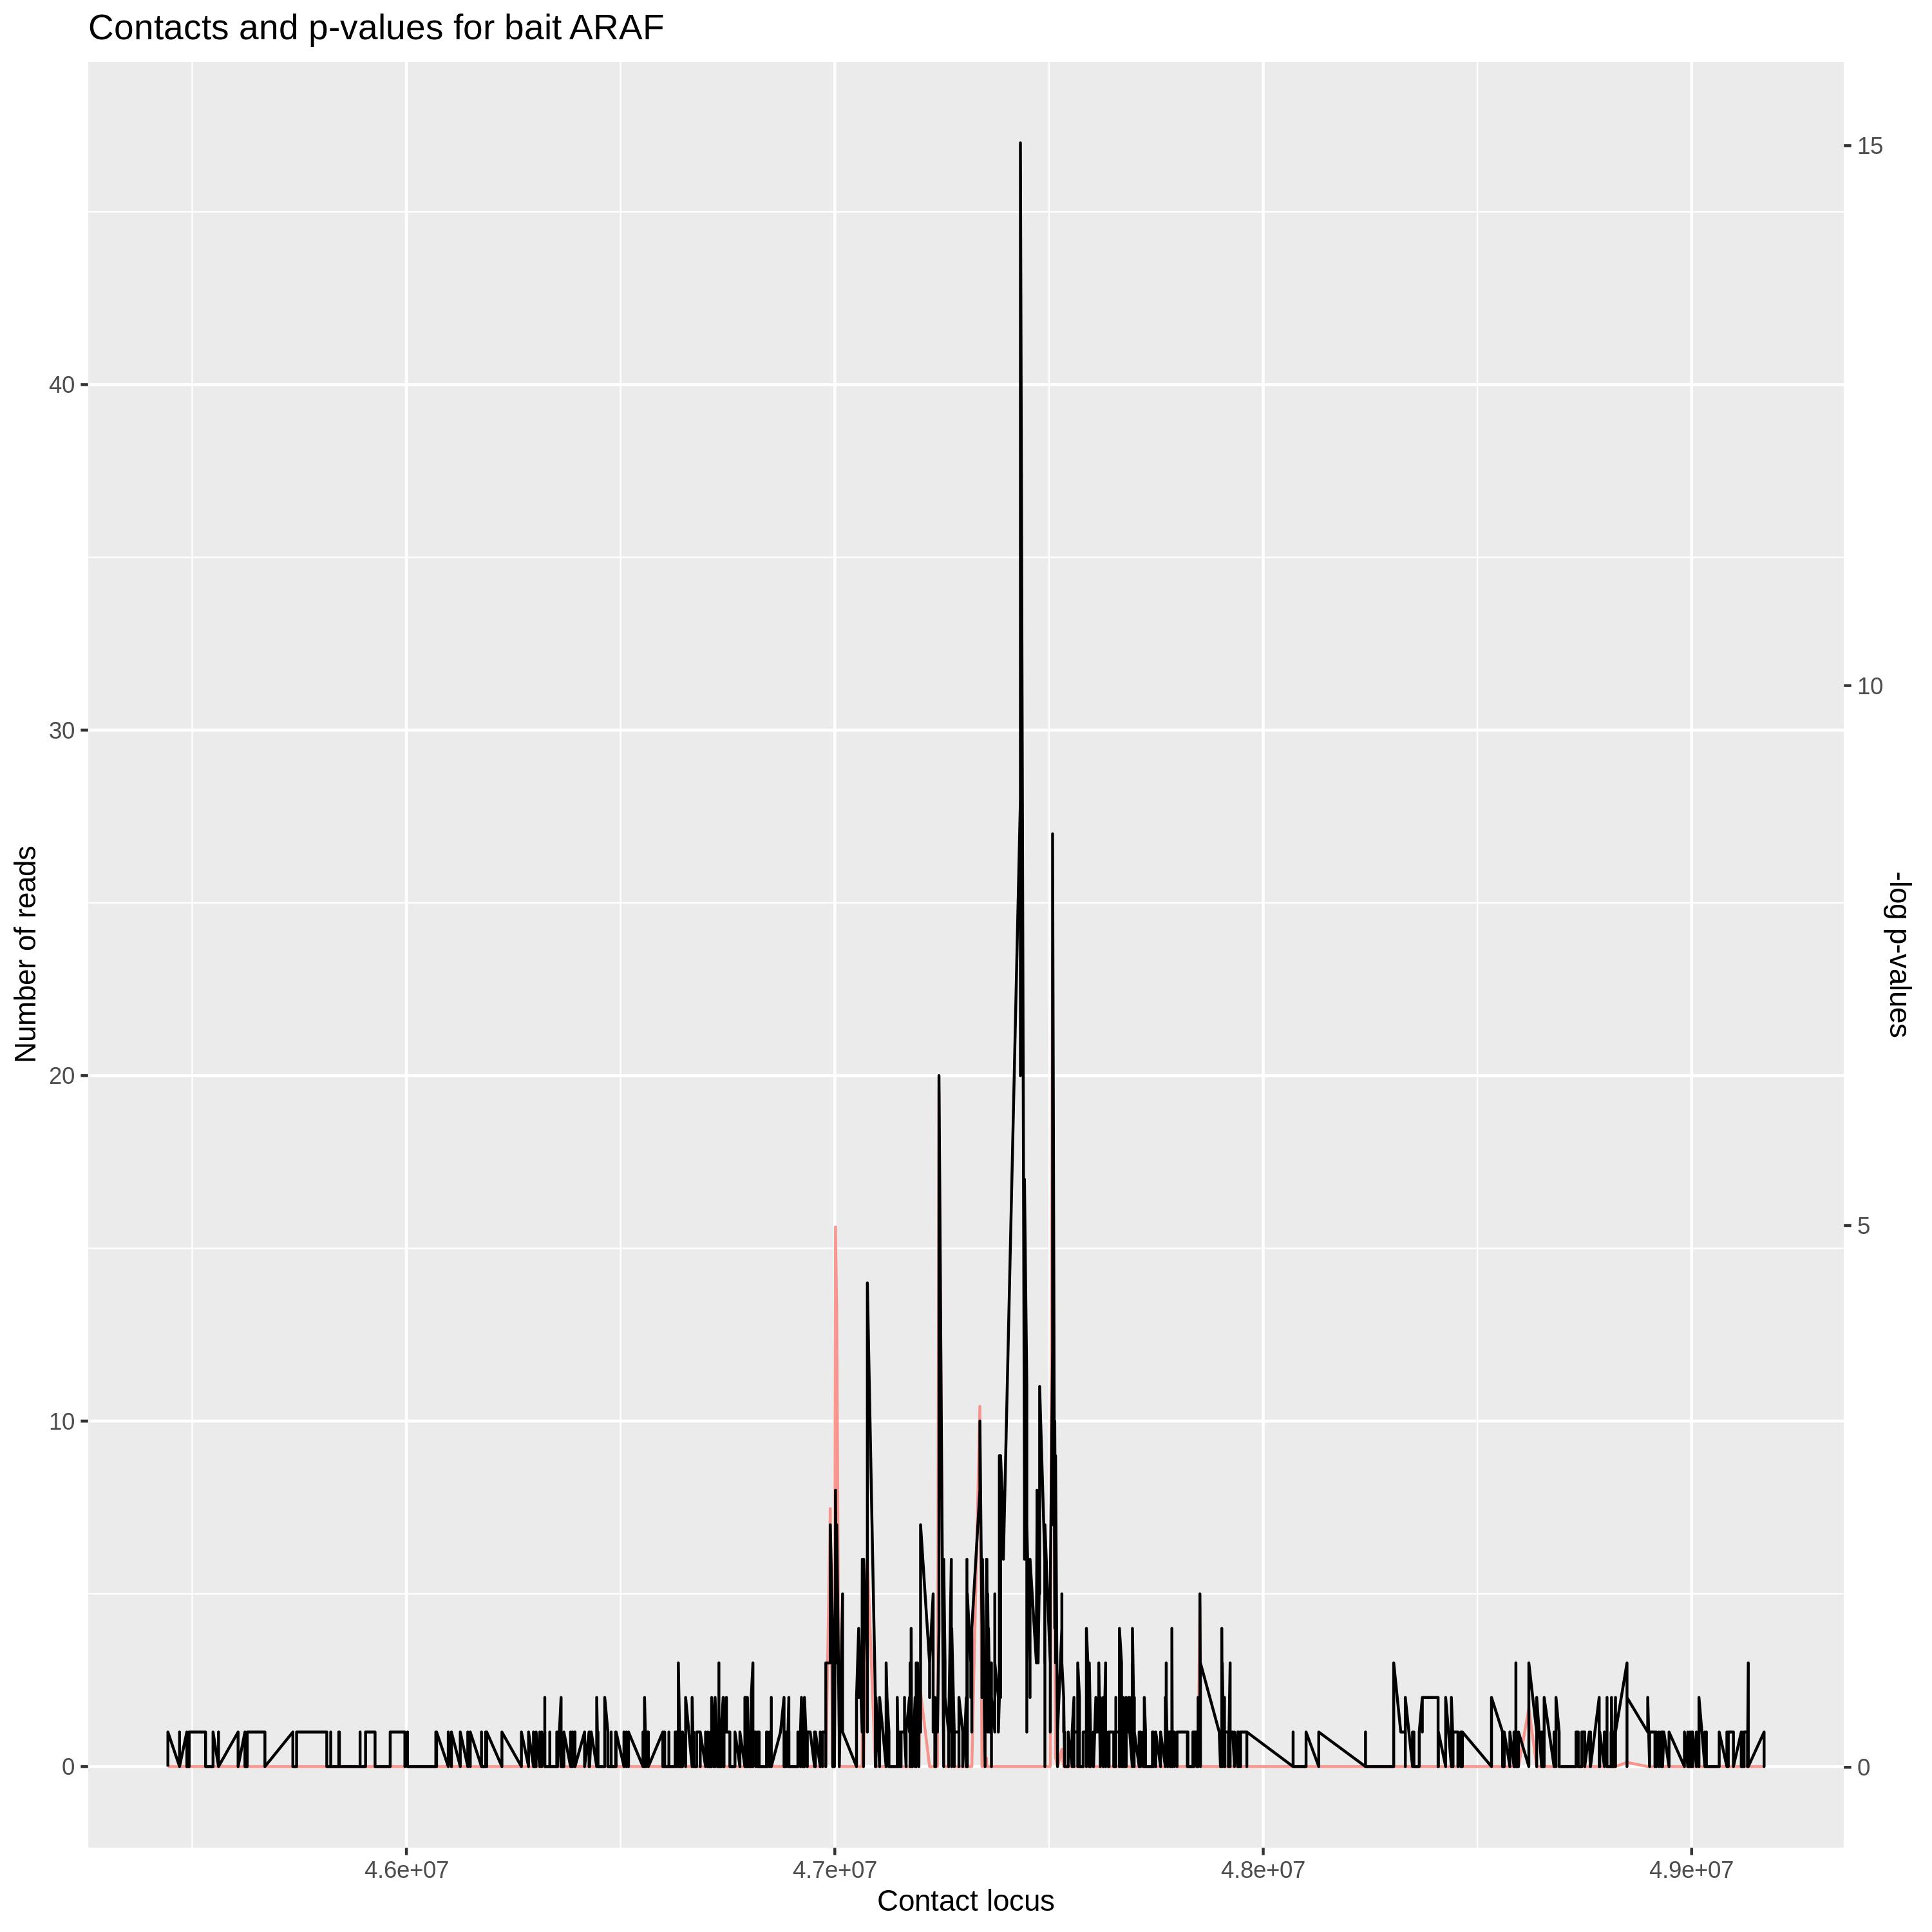 Contacts and p-values for bait ARAF
Number of reads
40
30
20
10
0
15
10
5
0
-log p-values
4.6e+07
4.7e+07
4.8e+07
4.9e+07
Contact locus